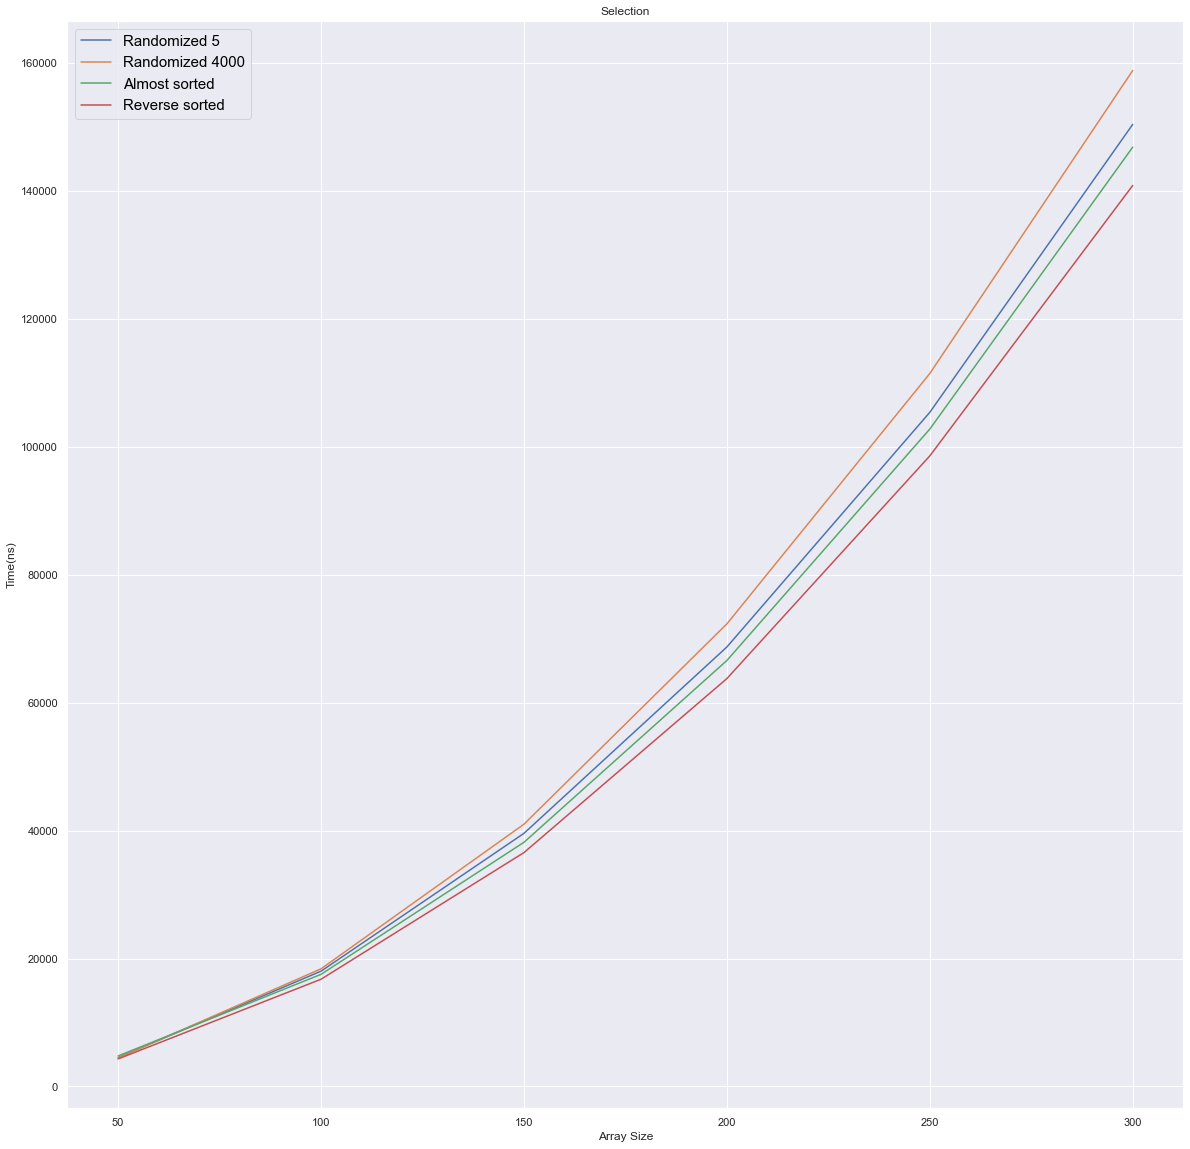 Selection
Randomized 5
Randomized 4000
Almost sorted
Reverse sorted
160000
140000
120000
100000
80000
60000
40000
20000
0
Time(ns)
50 100 150 200 250 300
Array Size